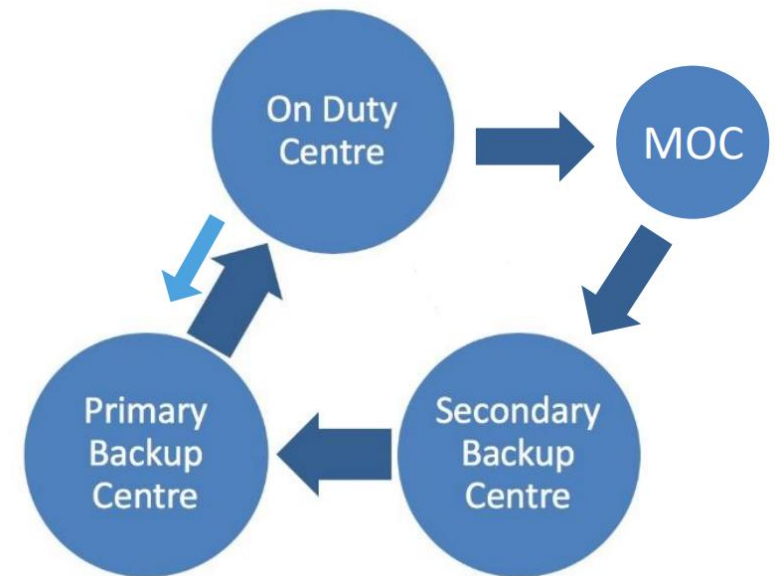 On Duty
Centre
MOC
Primary
Backup
Centre
Secondary
Backup
Centre